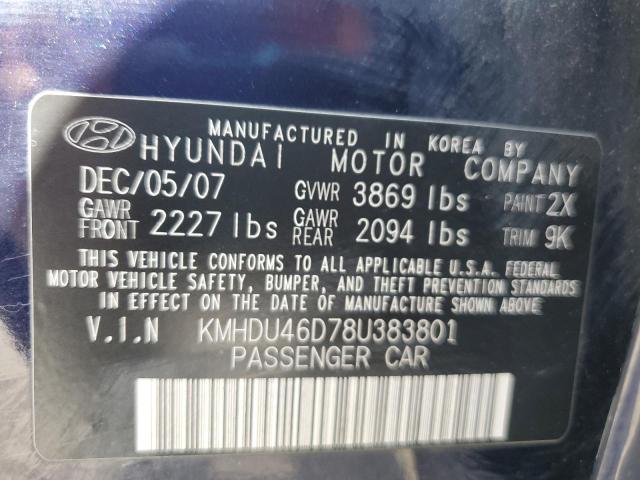 MANUFACTURED IN KOREA BY
HYUNDAI MOTOR COMPANY
DEC/05/07 GVWR 3869 lbs PAINT 2X
GAWR FRONT 2227 lbs GAWR REAR 2094 lbs TRIM 9K
THIS VEHICLE CONFORMS TO ALL APPLICABLE U.S.A. FEDERAL
MOTOR VEHICLE SAFETY, BUMPER, AND THEFT PREVENTION STANDARDS
IN EFFECT ON THE DATE OF MANUFACTURE SHOWN ABOVE.
V.I.N KMHDU46D78U383801
PASSENGER CAR